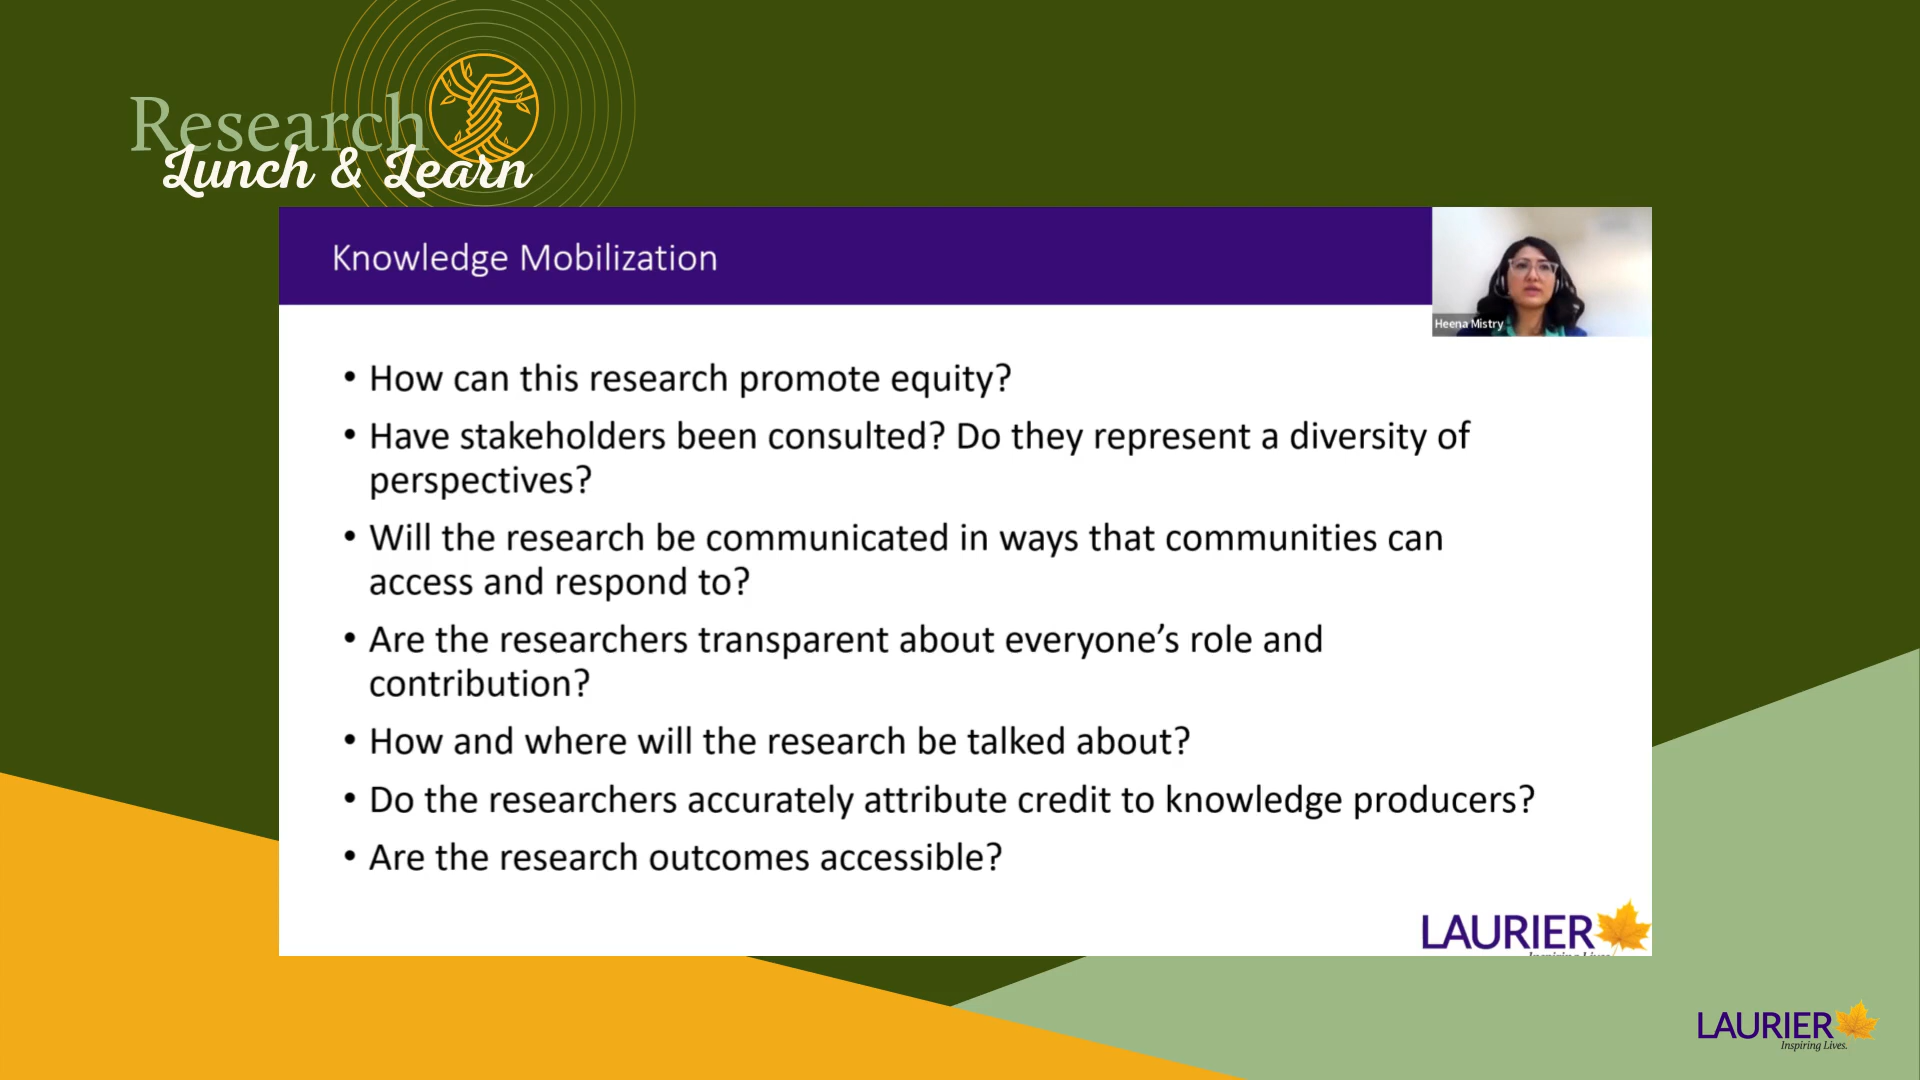 Research
Lunch & Learn
Knowledge Mobilization
Heena Mistry
• How can this research promote equity?
• Have stakeholders been consulted? Do they represent a diversity of
perspectives?
• Will the research be communicated in ways that communities can
access and respond to?
• Are the researchers transparent about everyone’s role and
contribution?
• How and where will the research be talked about?
• Do the researchers accurately attribute credit to knowledge producers?
• Are the research outcomes accessible?
LAURIER
Inspiring Lives
LAURIER
Inspiring Lives.